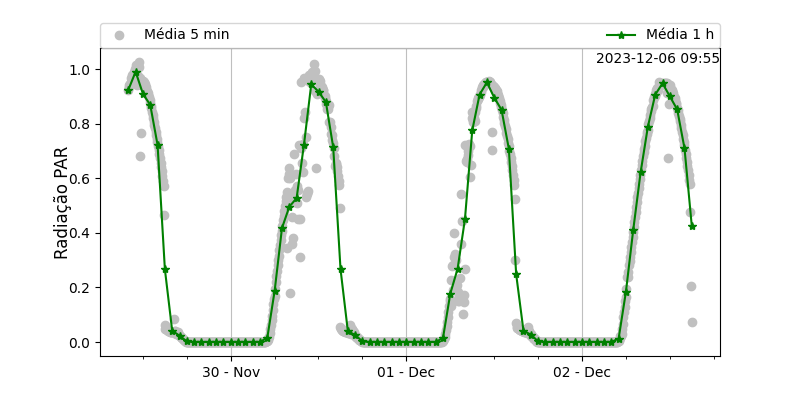 Média 5 min
Média 1 h
2023-12-06 09:55
Radiação PAR
1.0
0.8
0.6
0.4
0.2
0.0
30 - Nov
01 - Dec
02 - Dec